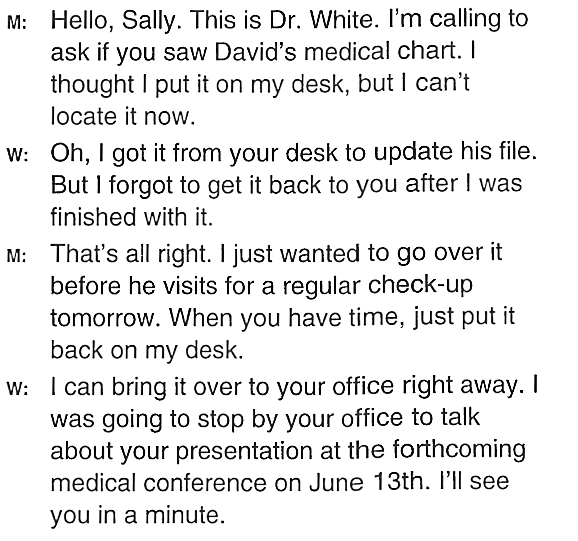 M: Hello, Sally. This is Dr. White. I'm calling to
ask if you saw David's medical chart. I
thought I put it on my desk, but I can't
locate it now.
W: Oh, I got it from your desk to update his file.
But I forgot to get it back to you after I was
finished with it.
M: That's all right. I just wanted to go over it
before he visits for a regular check-up
tomorrow. When you have time, just put it
back on my desk.
W: I can bring it over to your office right away. I
was going to stop by your office to talk
about your presentation at the forthcoming
medical conference on June 13th. I'll see
you in a minute.